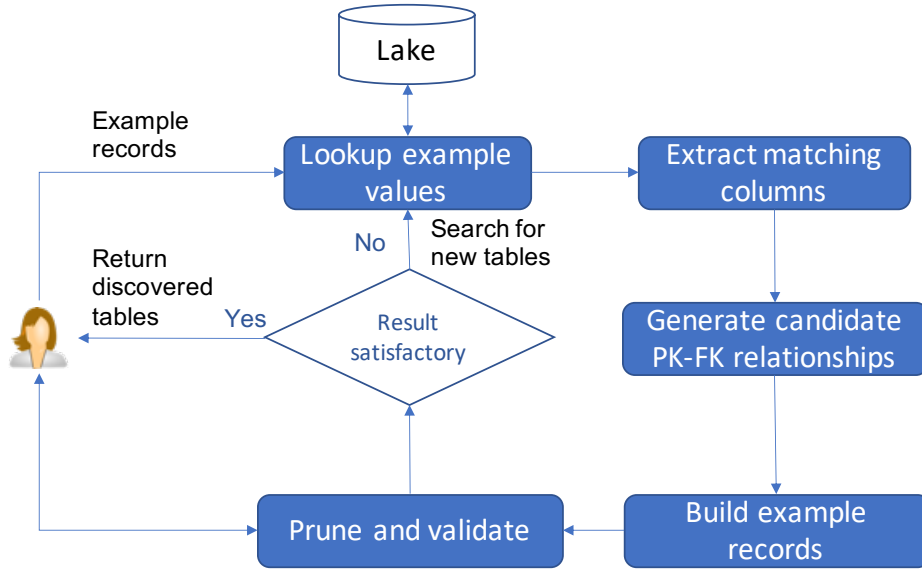 Lake
Example
records
Lookup example
values
Extract matching
columns
No
Search for
new tables
Return
discovered
tables
Yes
Result
satisfactory
Generate candidate
PK-FK relationships
Prune and validate
Build example
records